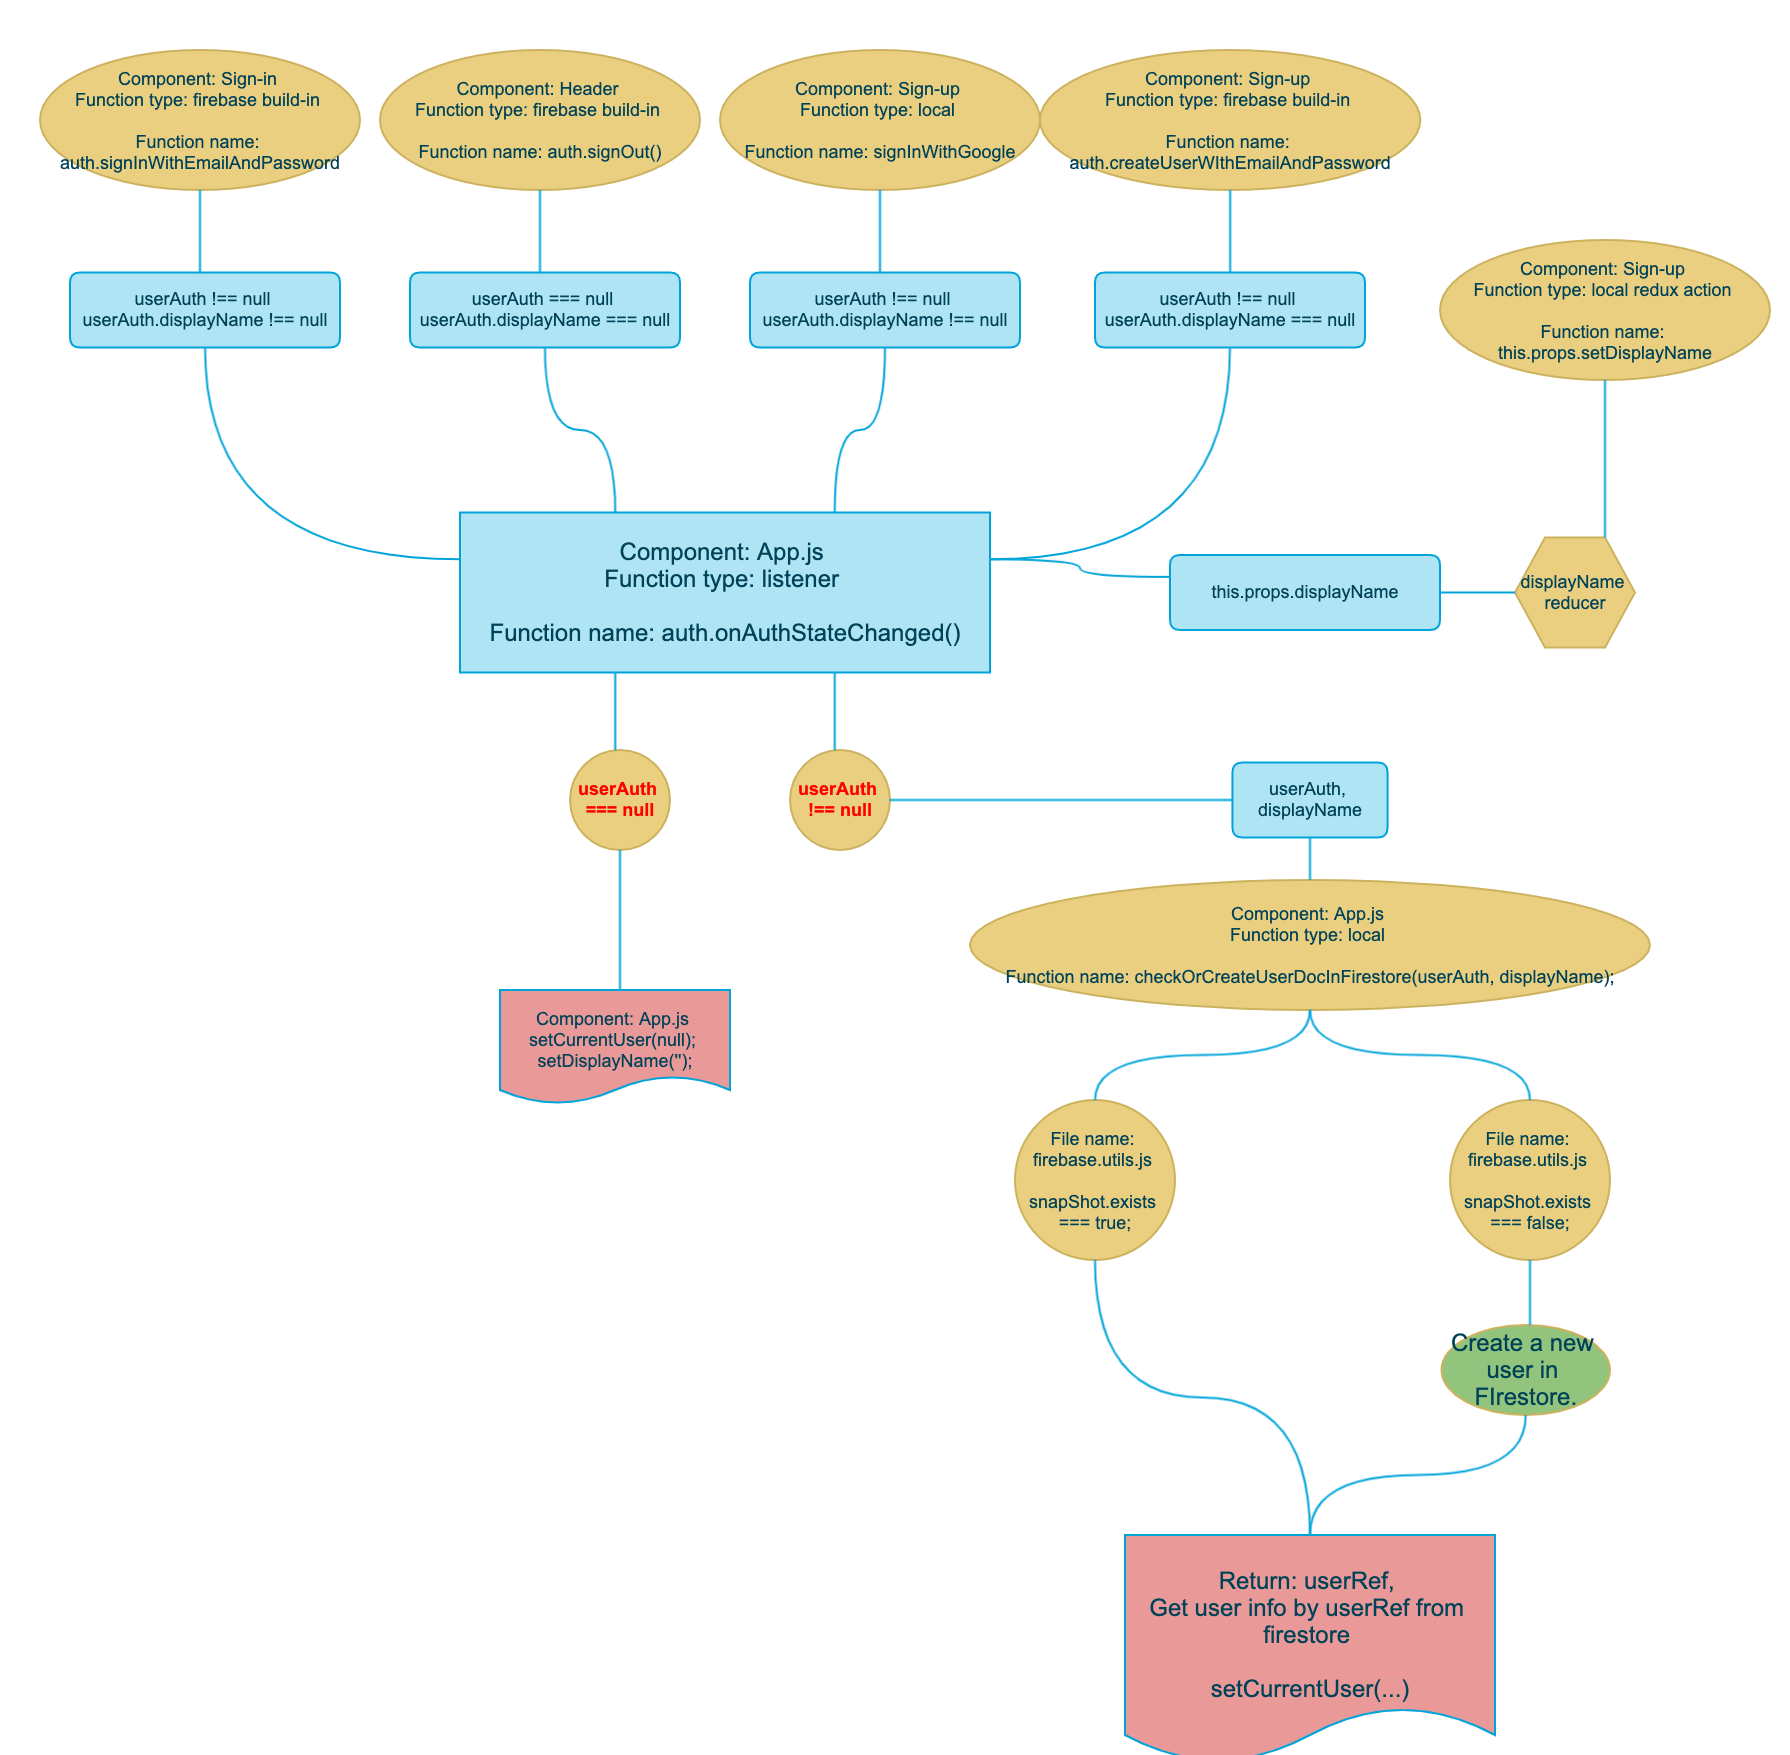 Component: Sign-in
Function type: firebase build-in
Function name:
auth.signInWithEmailAndPassword
Component: Header
Function type: firebase build-in
Function name: auth.signOut()
Component: Sign-up
Function type: local
Function name: signInWithGoogle
Component: Sign-up
Function type: firebase build-in
Function name:
auth.createUserWIthEmailAndPassword
Component: Sign-up
Function type: local redux action
Function name:
this.props.setDisplayName
userAuth !== null
userAuth.displayName !== null
userAuth === null
userAuth.displayName === null
userAuth !== null
userAuth.displayName !== null
userAuth !== null
userAuth.displayName === null
Component: App.js
Function type: listener
Function name: auth.onAuthStateChanged()
this.props.displayName
displayName
reducer
userAuth
=== null
userAuth
!== null
userAuth,
displayName
Component: App.js
Function type: local
Function name: checkOrCreateUserDocInFirestore(userAuth, displayName);
Component: App.js
setCurrentUser(null);
setDisplayName('');
File name:
firebase.utils.js
snapShot.exists
=== true;
File name:
firebase.utils.js
snapShot.exists
=== false;
Create a new
user in
FIrestore.
Return: userRef,
Get user info by userRef from
firestore
setCurrentUser(...)